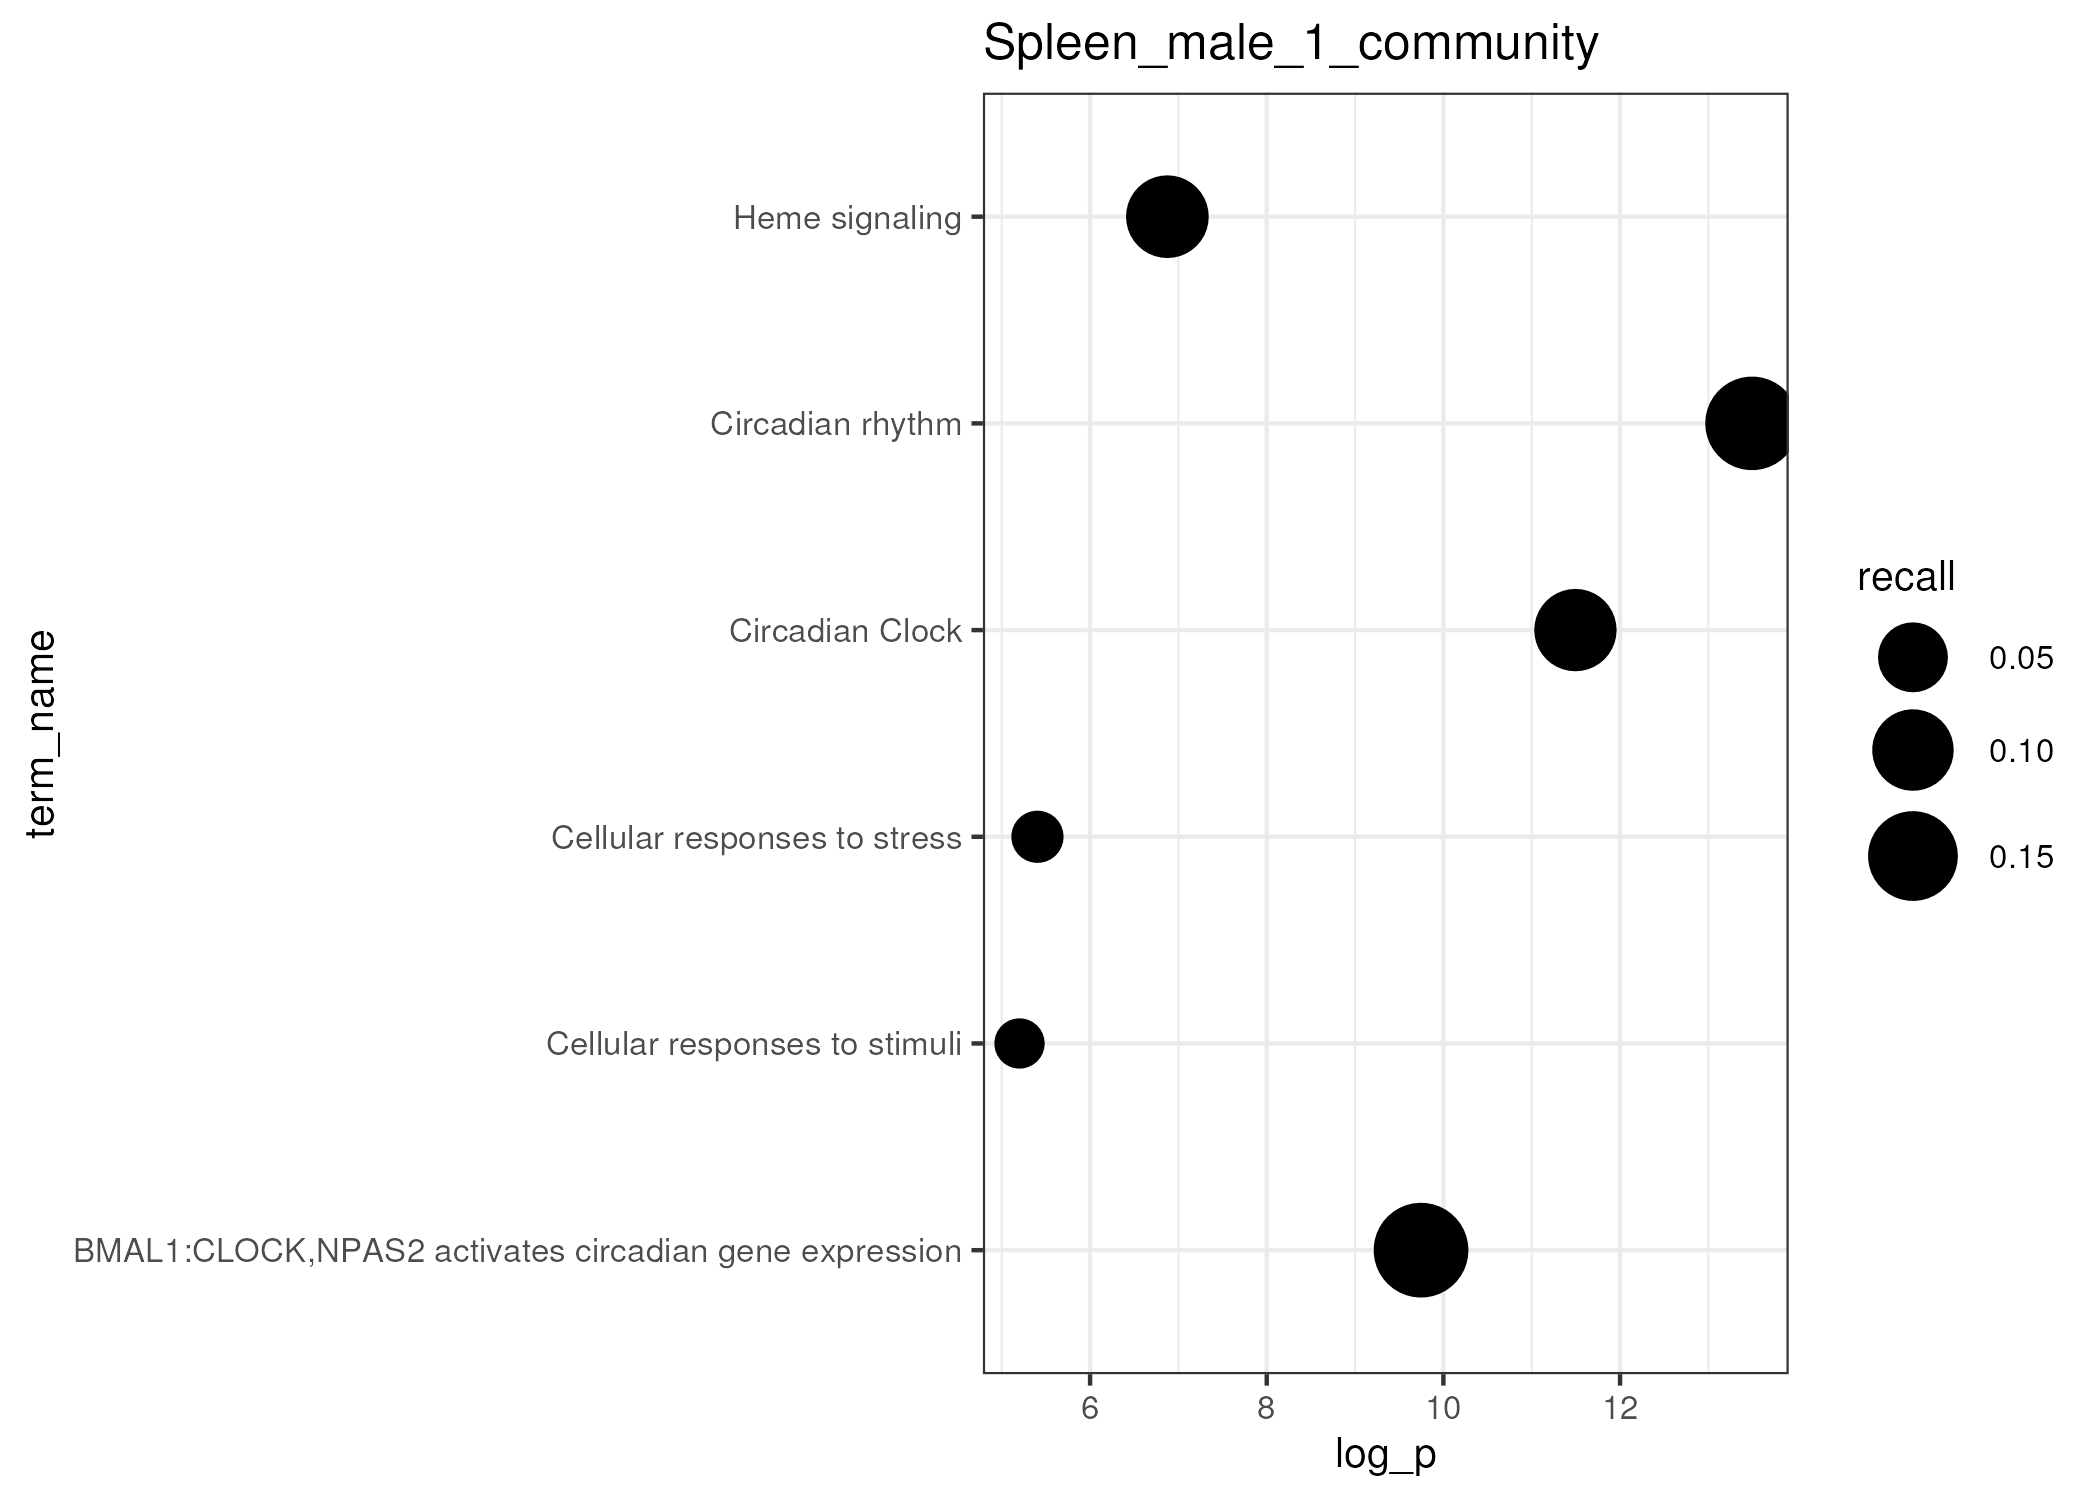 Spleen_male_1_community
Heme signaling
Circadian rhythm
Circadian Clock
Cellular responses to stress
Cellular responses to stimuli
BMAL1:CLOCK,NPAS2 activates circadian gene expression
term_name
6 8 10 12
log_p
recall
0.05
0.10
0.15